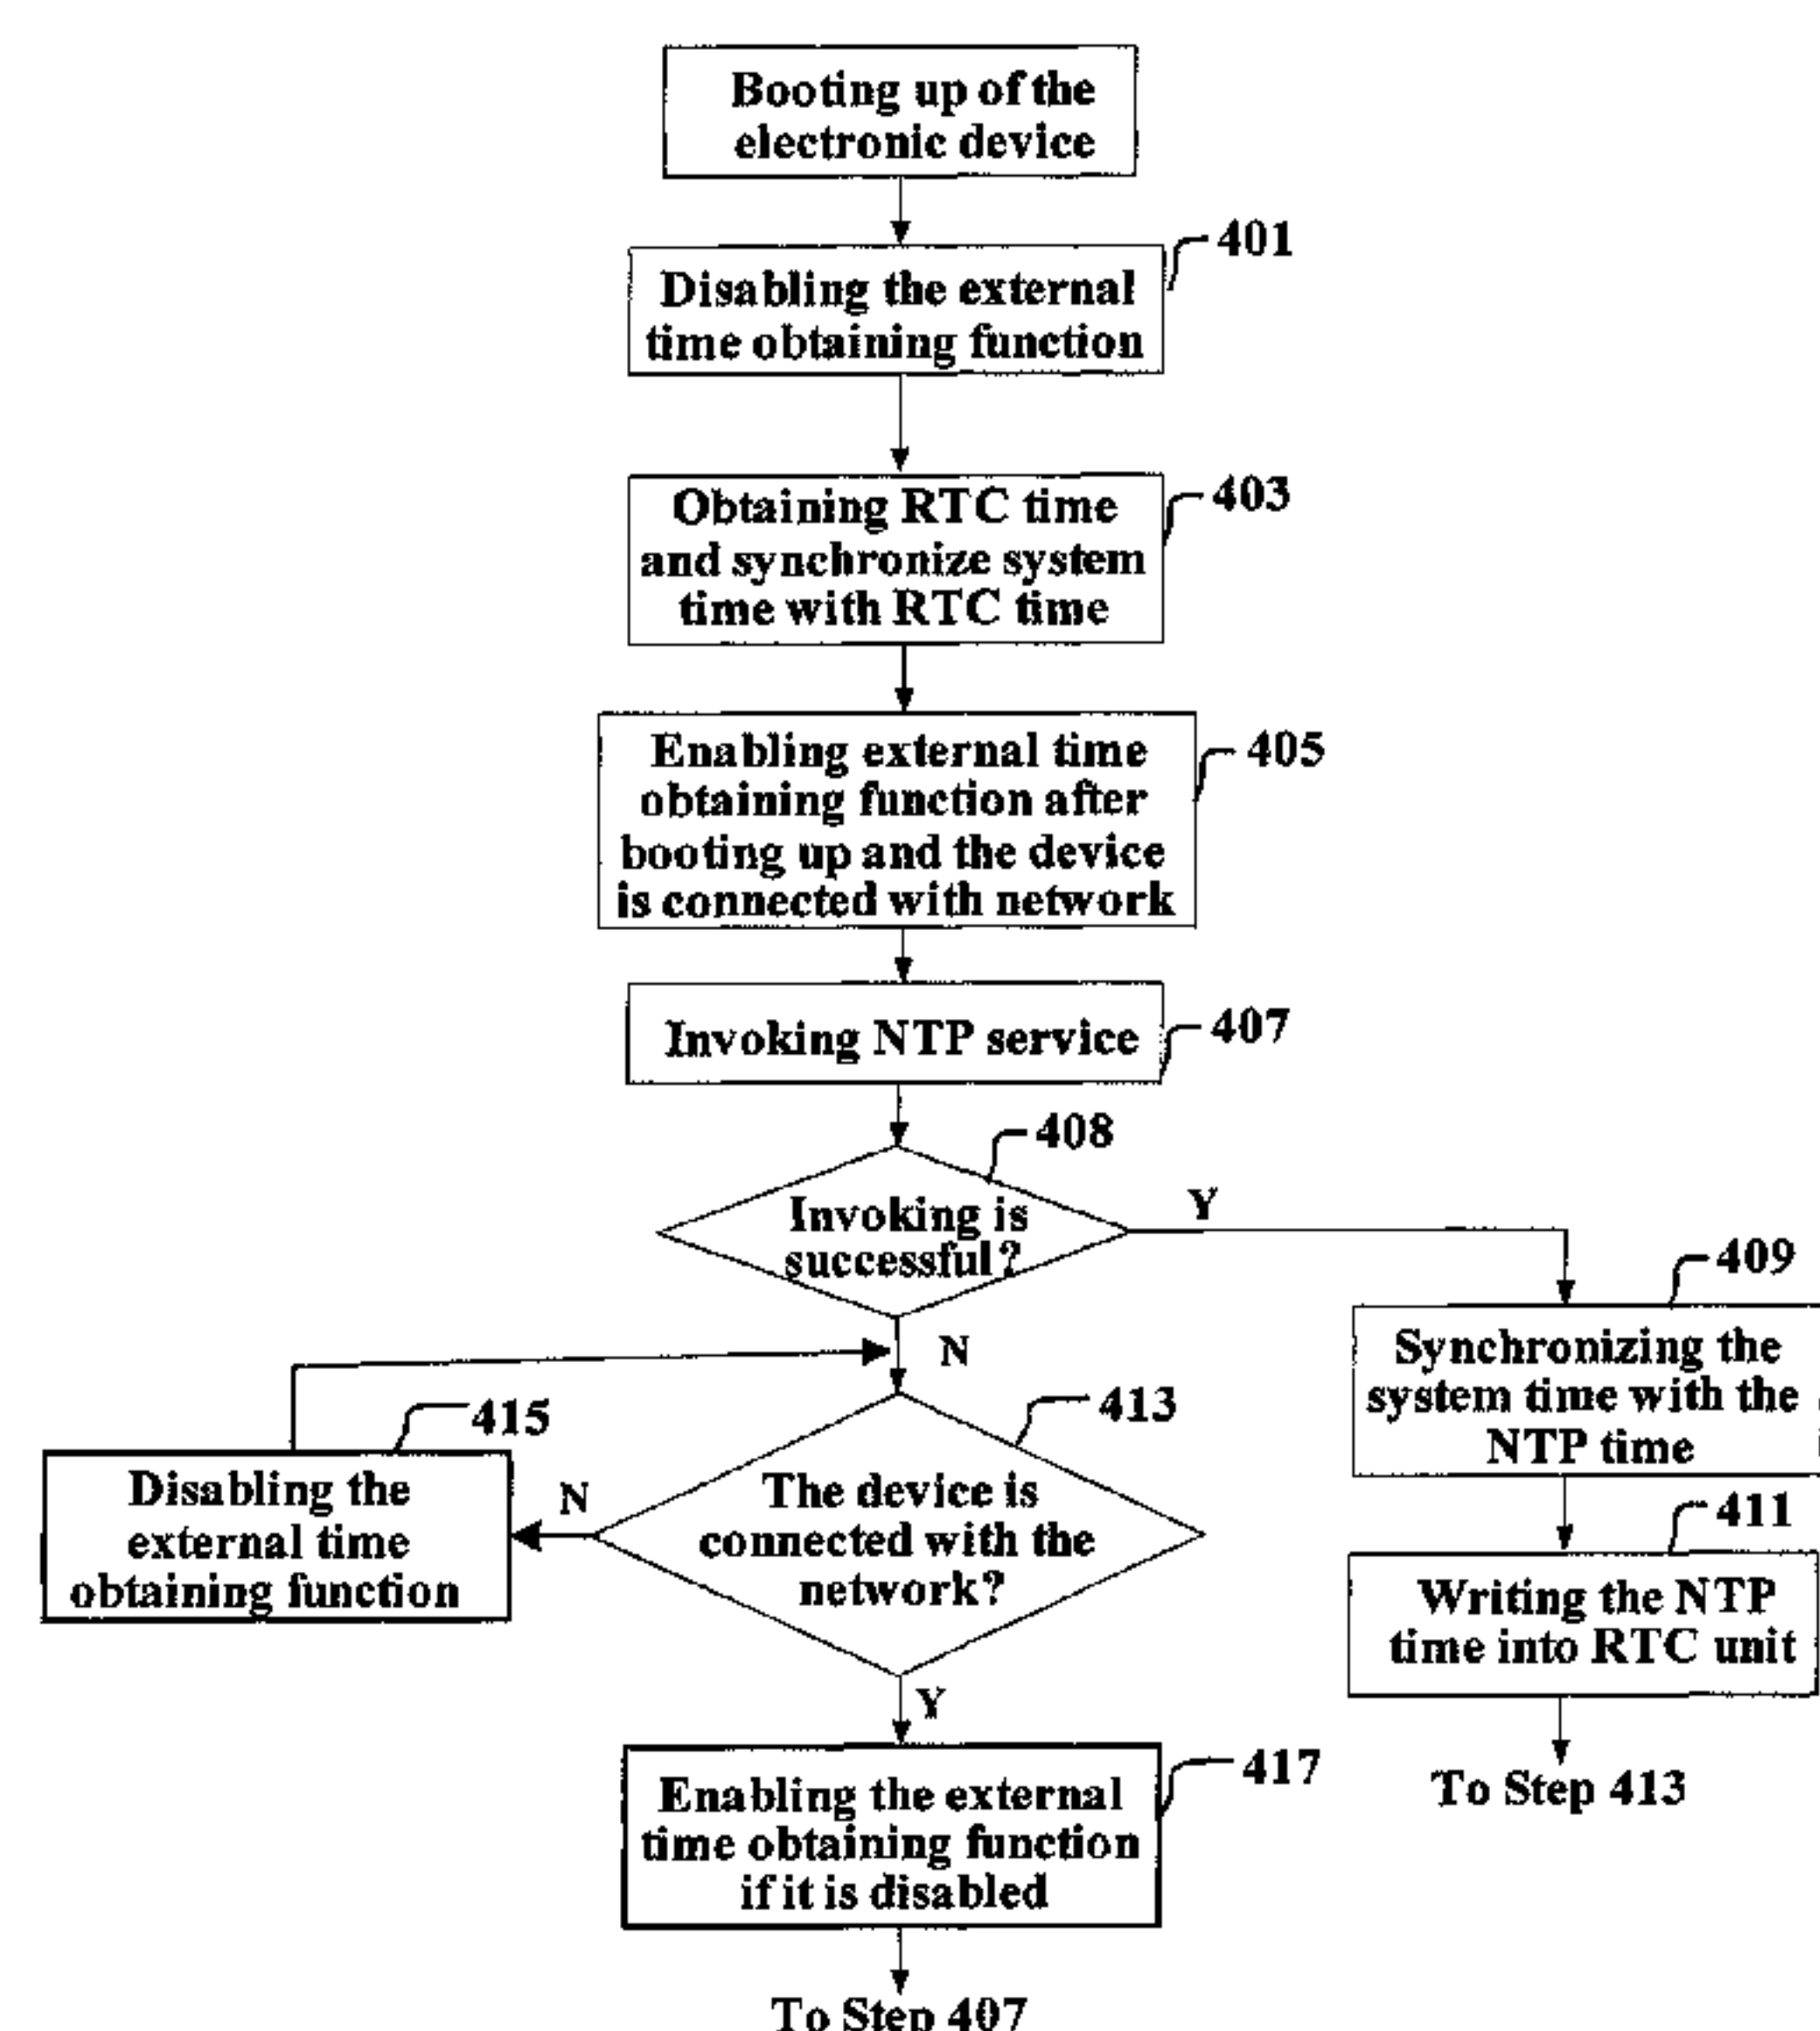 Booting up of the
electronic device
401
Disabling the external
time obtaining function
403
Obtaining RTC time
and synchronize system
time with RTC time
405
Enabling external time
obtaining function after
booting up and the device
is connected with network
407
Invoking NTP service
408
Invoking is
successful?
Y
409
Synchronizing the
system time with the
NTP time
N
415
Disabling the
external time
obtaining function
N
413
The device is
connected with the
network?
411
Writing the NTP
time into RTC unit
To Step 413
Y
417
Enabling the external
time obtaining function
if it is disabled
To Step 407